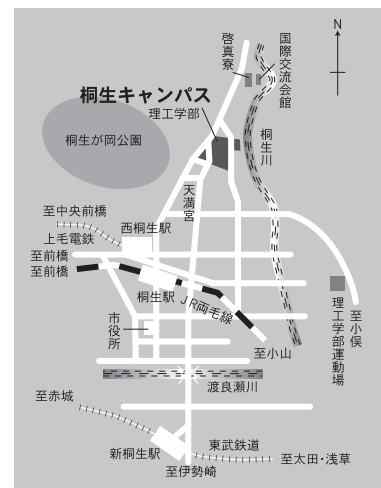 N
啓真寮
国際交流会館
桐生キャンパス
理工学部
桐生が岡公園
桐生川
天満宮
至中央前橋
西桐生駅
上毛電鉄
至前橋
至前橋
桐生駅
JR両毛線
市役所
至小俣
理工学部運動場
至小山
渡良瀬川
至赤城
新桐生駅
東武鉄道
至太田・浅草
至伊勢崎